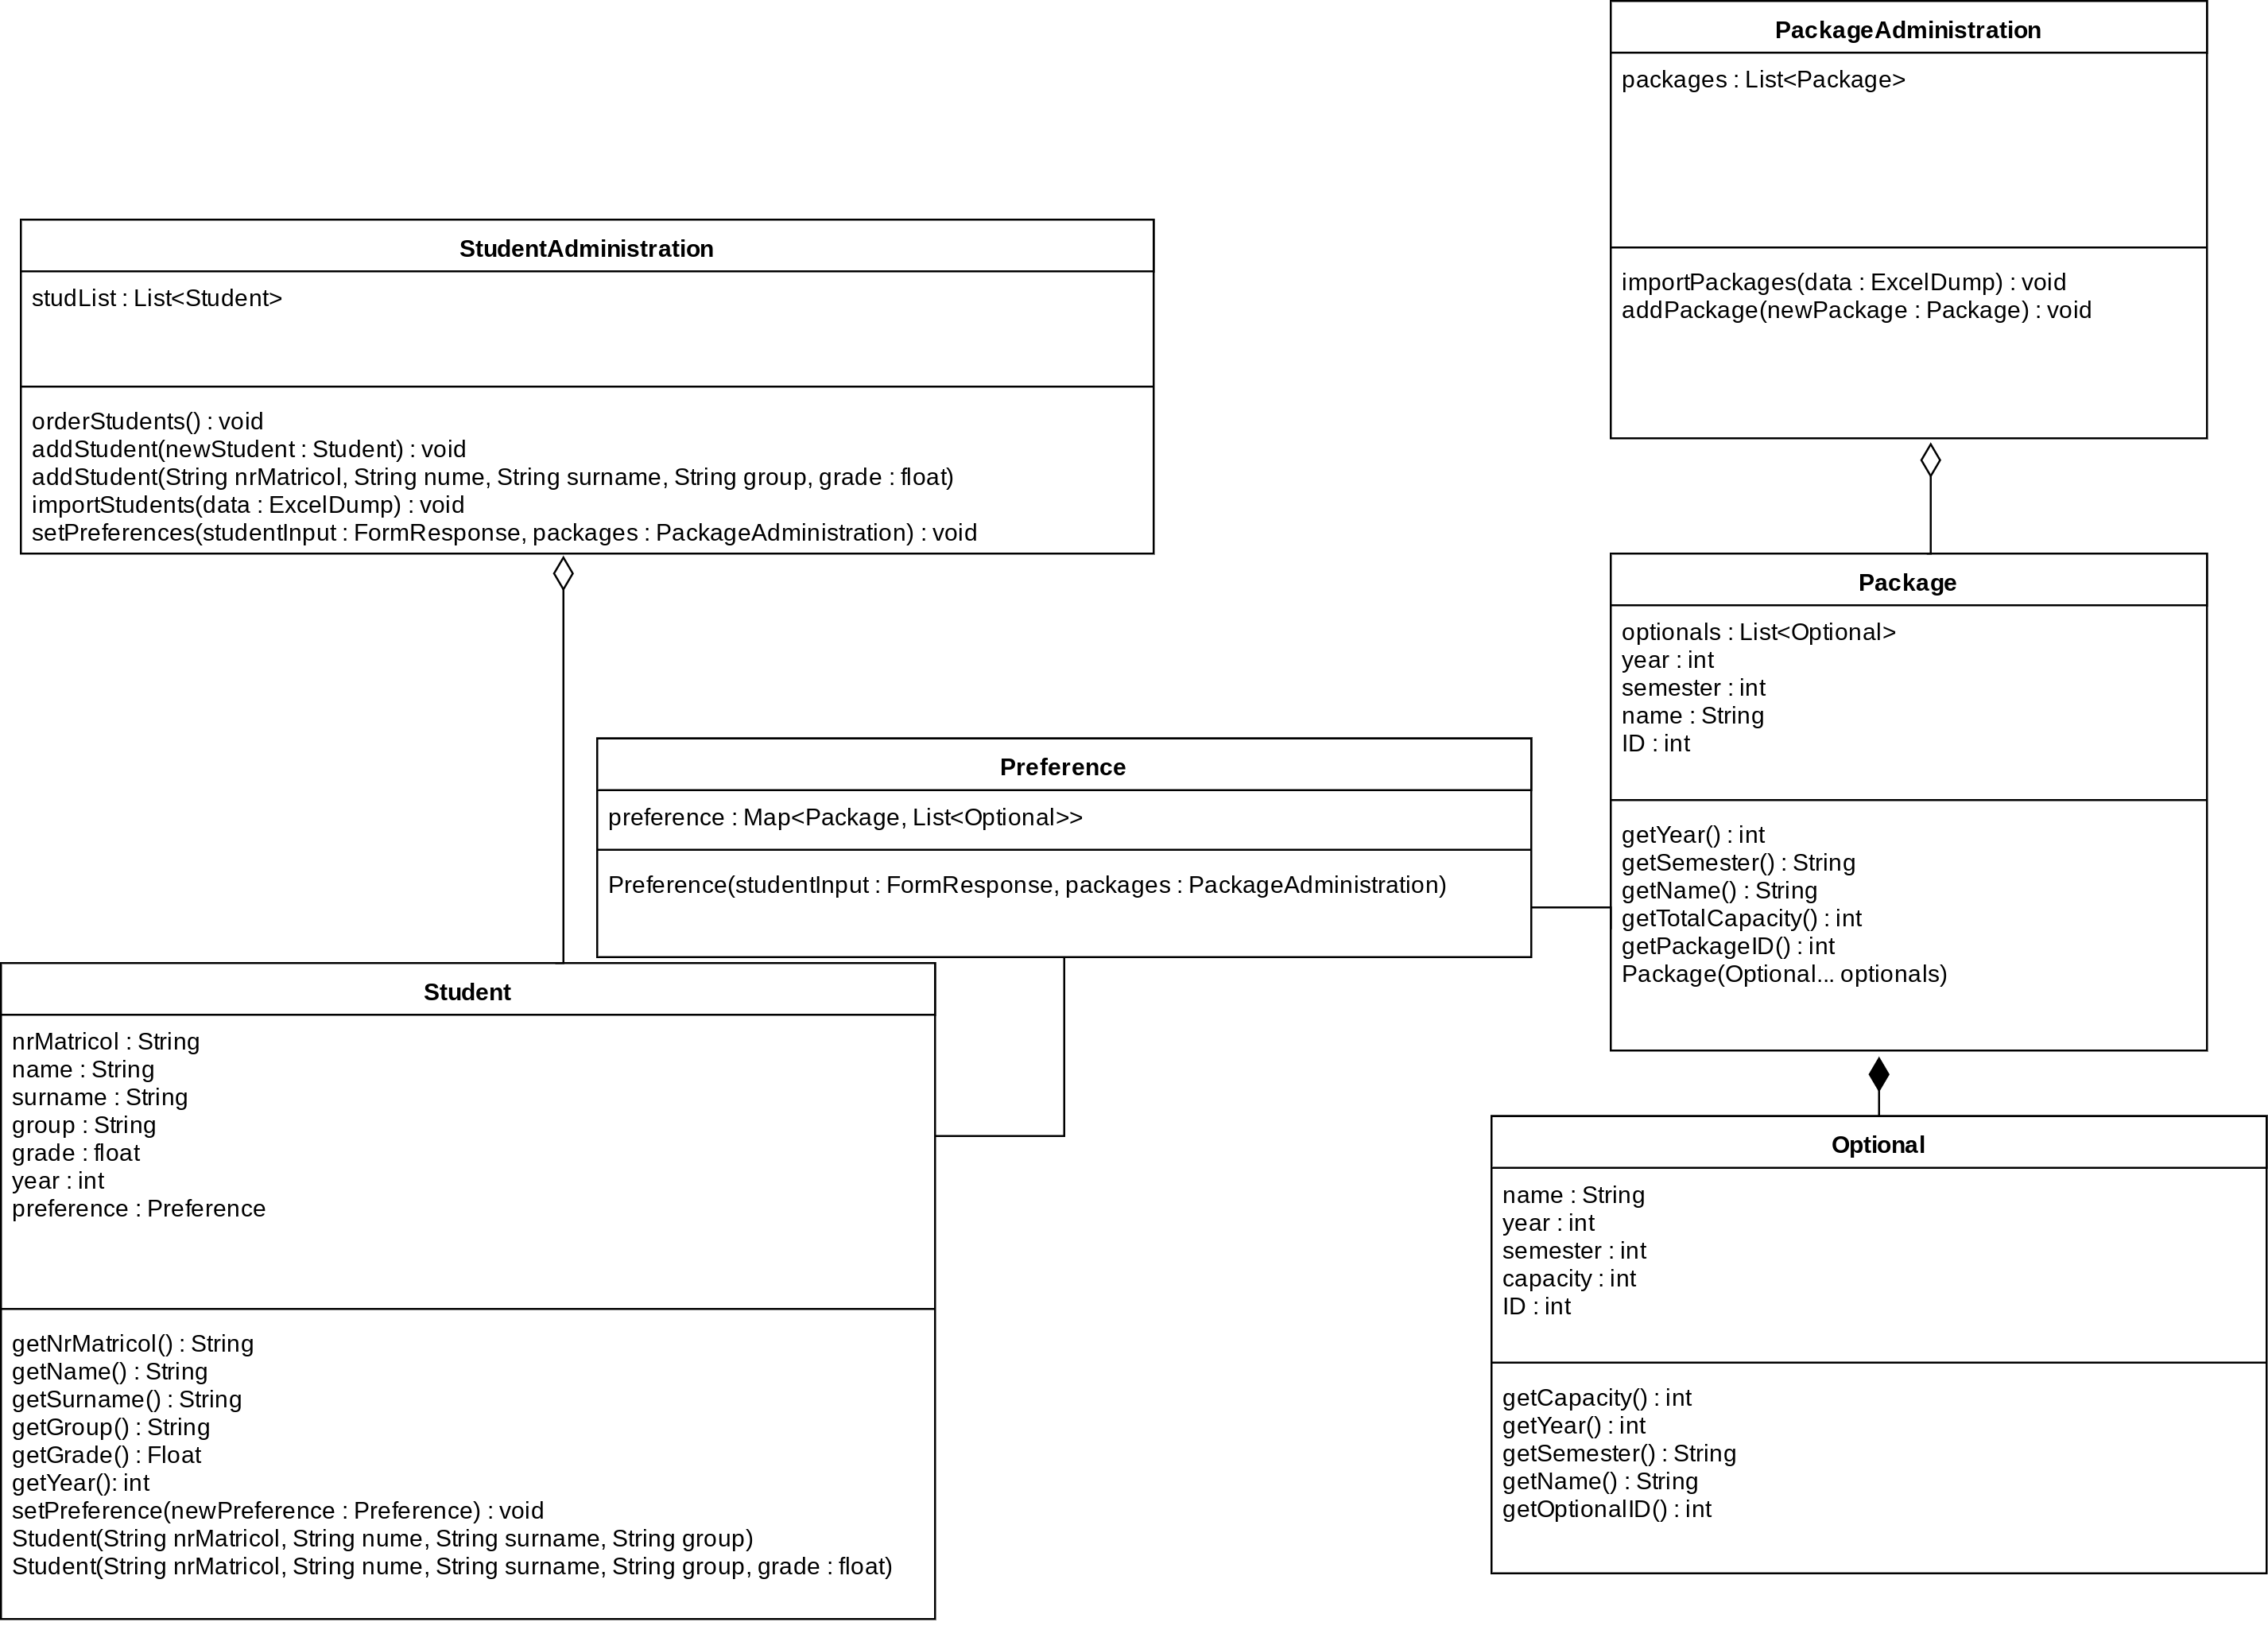 PackageAdministration
packages : List<Package>
importPackages(data : ExcelDump) : void
addPackage(newPackage : Package) : void
StudentAdministration
studList : List<Student>
orderStudents() : void
addStudent(newStudent : Student) : void
addStudent(String nrMatricol, String nume, String surname, String group, grade : float)
importStudents(data : ExcelDump) : void
setPreferences(studentInput : FormResponse, packages : PackageAdministration) : void
Package
optionals : List<Optional>
year : int
semester : int
name : String
ID : int
getYear() : int
getSemester() : String
getName() : String
getTotalCapacity() : int
getPackageID() : int
Package(Optional... optionals)
Preference
preference : Map<Package, List<Optional>>
Preference(studentInput : FormResponse, packages : PackageAdministration)
Student
nrMatricol : String
name : String
surname : String
group : String
grade : float
year : int
preference : Preference
getNrMatricol() : String
getName() : String
getSurname() : String
getGroup() : String
getGrade() : Float
getYear(): int
setPreference(newPreference : Preference) : void
Student(String nrMatricol, String nume, String surname, String group)
Student(String nrMatricol, String nume, String surname, String group, grade : float)
Optional
name : String
year : int
semester : int
capacity : int
ID : int
getCapacity() : int
getYear() : int
getSemester() : String
getName() : String
getOptionalID() : int